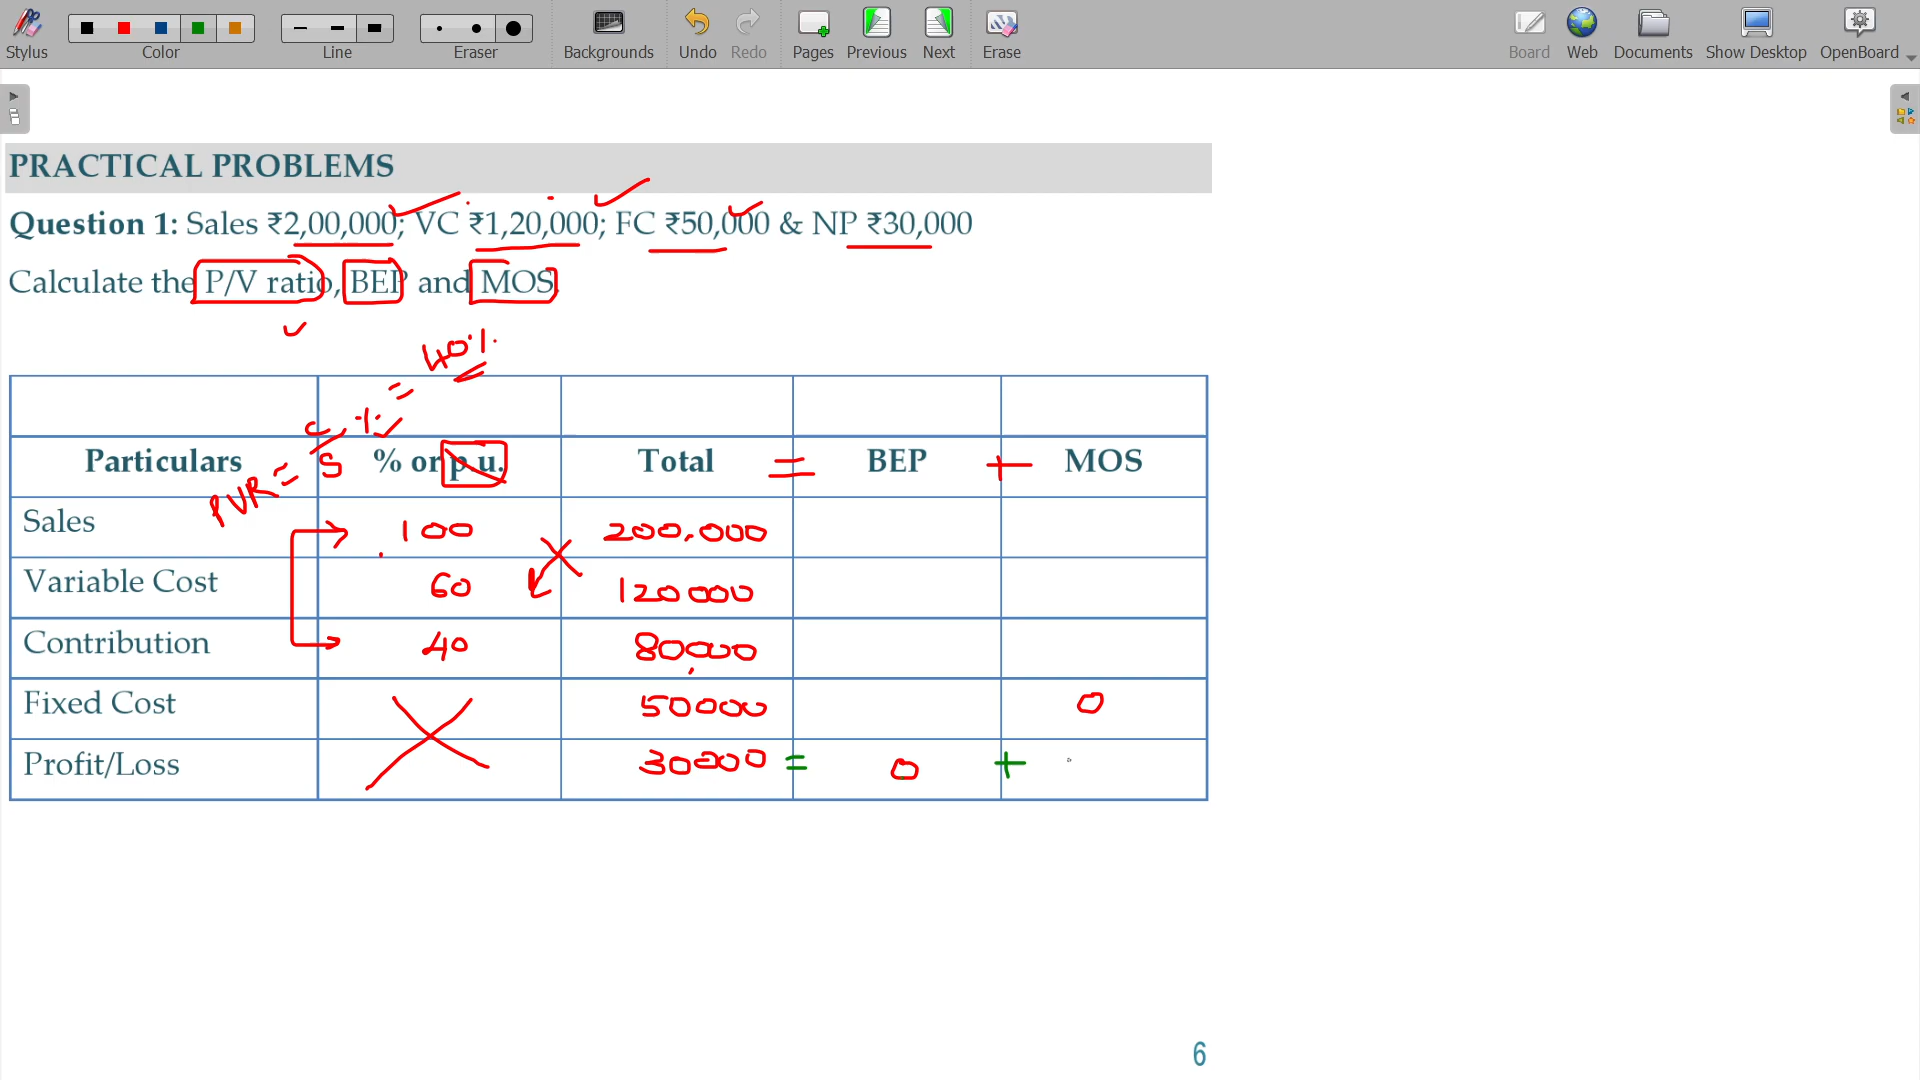 Stylus Color Line Eraser Backgrounds Undo Redo Pages Previous Next Erase Board Web Documents Show Desktop OpenBoard
PRACTICAL PROBLEMS
Question 1: Sales ₹2,00,000; VC ₹1,20,000; FC ₹50,000 & NP ₹30,000
Calculate the P/V ratio, BEP and MOS.
PVR = C/S % = 40%
Particulars % or p.u. Total = BEP + MOS
Sales 100 200,000
Variable Cost 60 120000
Contribution 40 80,000
Fixed Cost 50000 0
Profit/Loss 30000 = 0 +
6